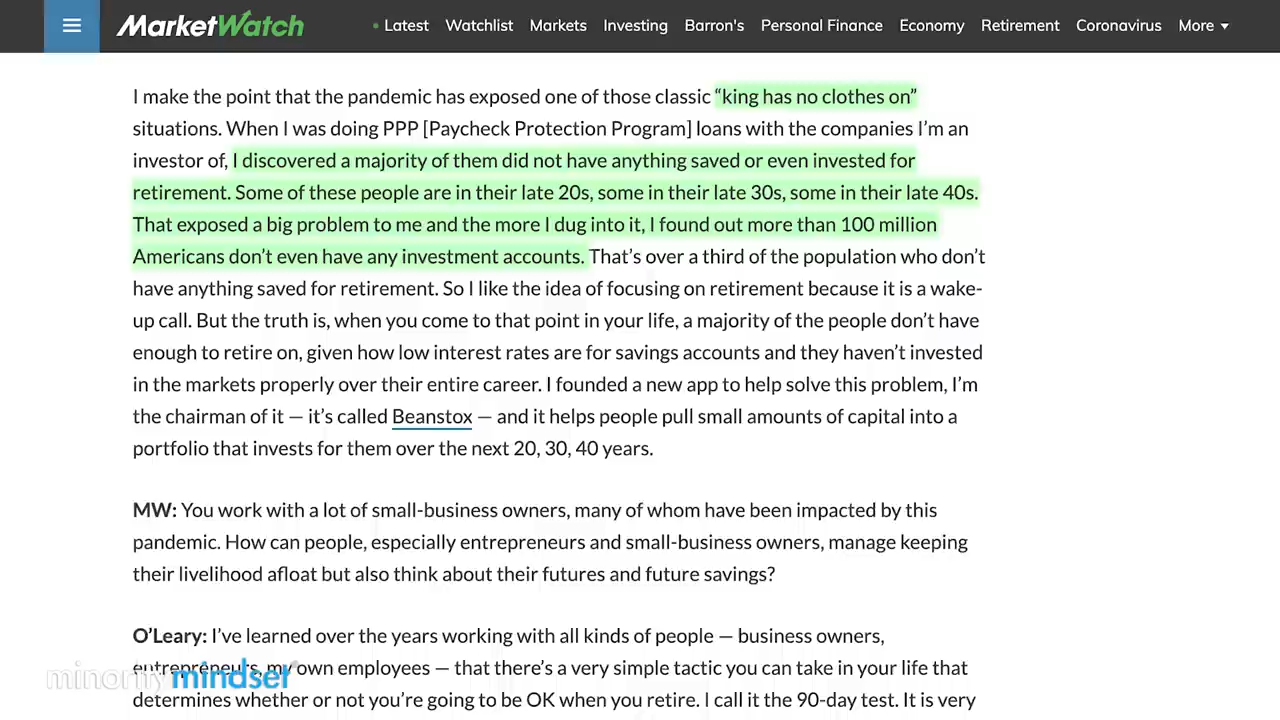 MarketWatch
Latest Watchlist Markets Investing Barron's Personal Finance Economy Retirement Coronavirus More
I make the point that the pandemic has exposed one of those classic “king has no clothes on”
situations. When I was doing PPP [Paycheck Protection Program] loans with the companies I’m an
investor of, I discovered a majority of them did not have anything saved or even invested for
retirement. Some of these people are in their late 20s, some in their late 30s, some in their late 40s.
That exposed a big problem to me and the more I dug into it, I found out more than 100 million
Americans don’t even have any investment accounts. That’s over a third of the population who don’t
have anything saved for retirement. So I like the idea of focusing on retirement because it is a wake-
up call. But the truth is, when you come to that point in your life, a majority of the people don’t have
enough to retire on, given how low interest rates are for savings accounts and they haven’t invested
in the markets properly over their entire career. I founded a new app to help solve this problem, I’m
the chairman of it — it’s called Beanstox — and it helps people pull small amounts of capital into a
portfolio that invests for them over the next 20, 30, 40 years.
MW: You work with a lot of small-business owners, many of whom have been impacted by this
pandemic. How can people, especially entrepreneurs and small-business owners, manage keeping
their livelihood afloat but also think about their futures and future savings?
O’Leary: I’ve learned over the years working with all kinds of people — business owners,
entrepreneurs, my own employees — that there’s a very simple tactic you can take in your life that
minority mindset
determines whether or not you’re going to be OK when you retire. I call it the 90-day test. It is very